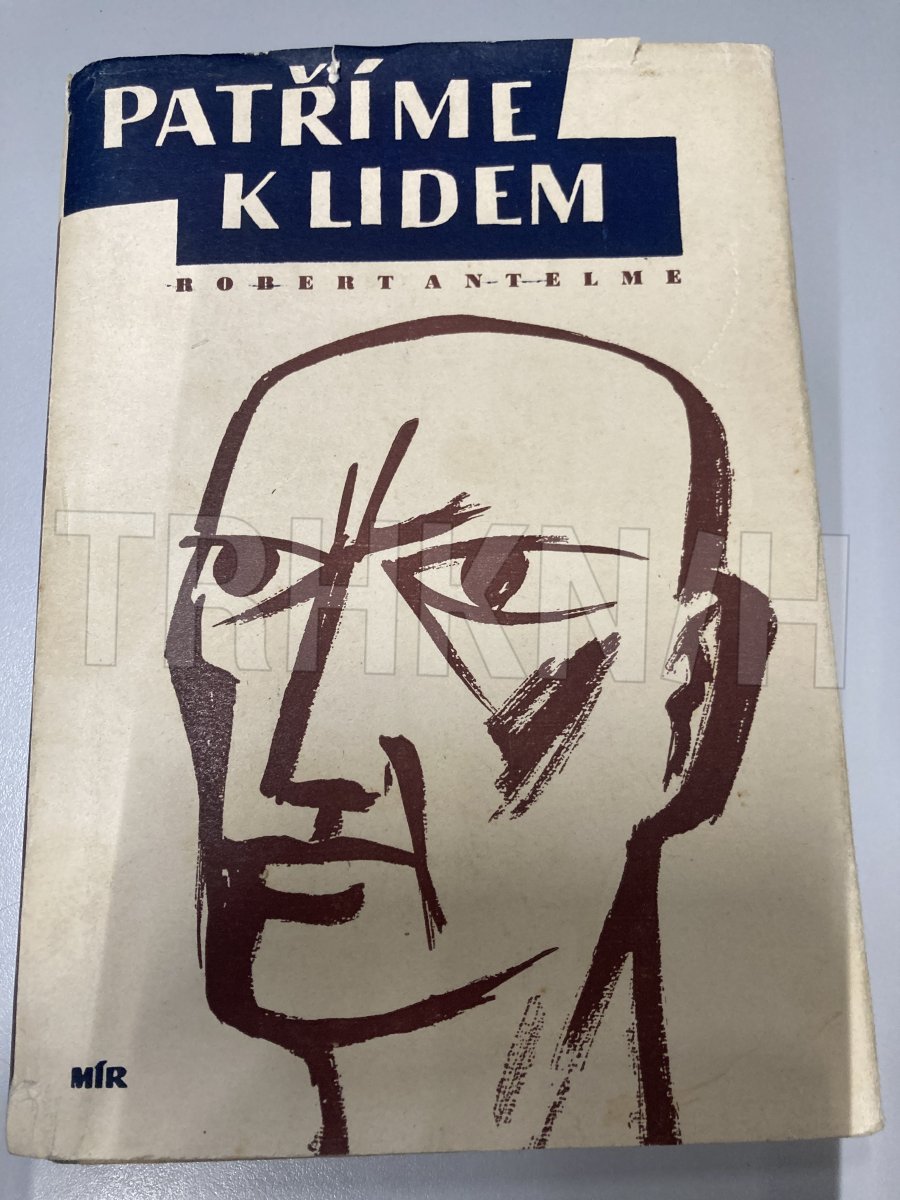 PATŘÍME
K LIDEM
ROBERT ANTELME
TRHKNIH
MÍR